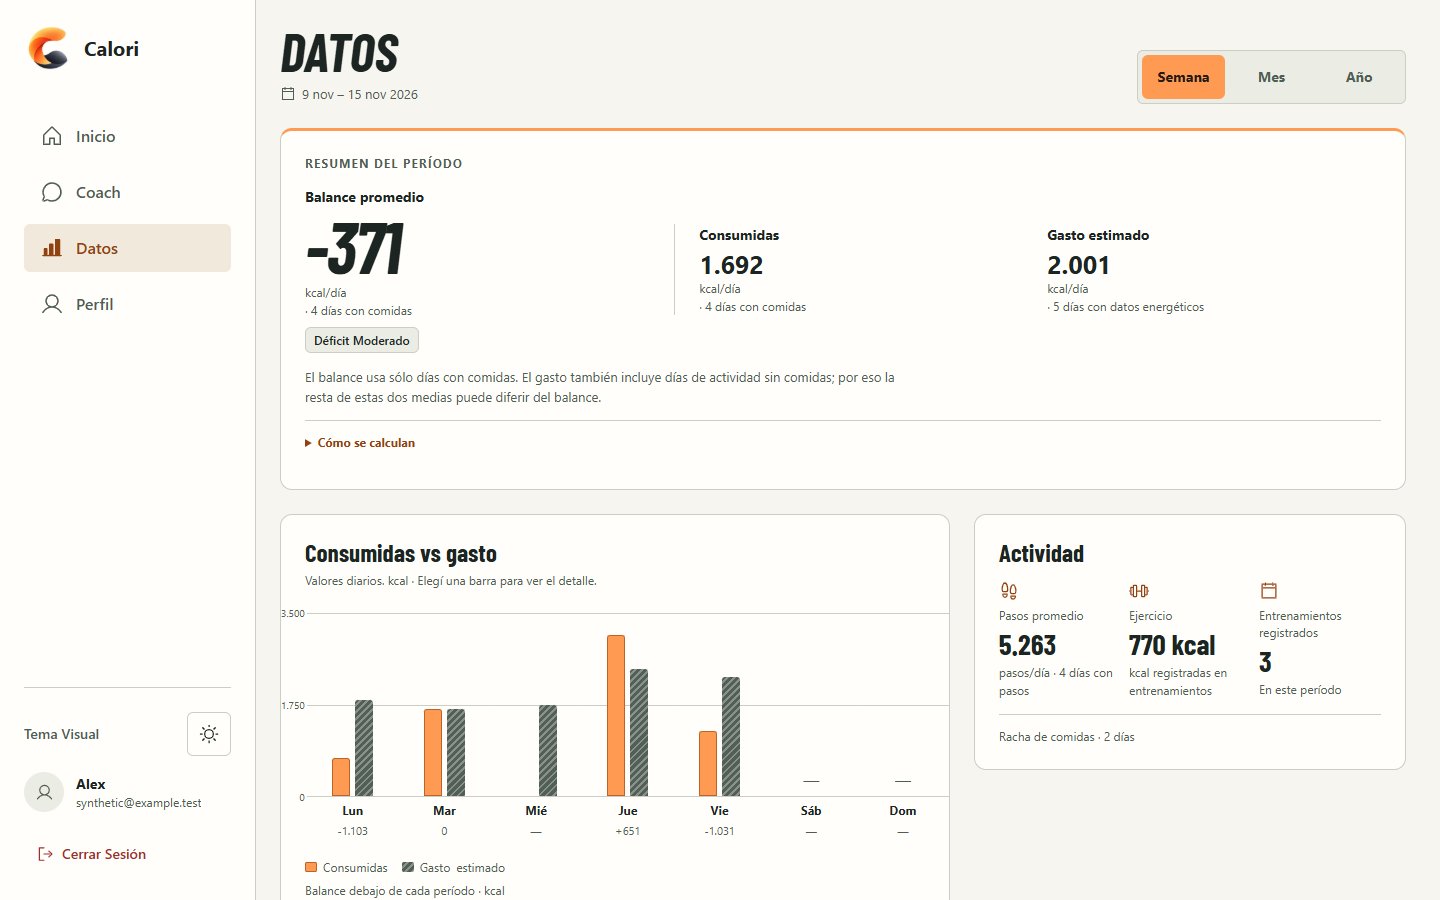 Calori
Inicio
Coach
Datos
Perfil
Tema Visual
Alex
synthetic@example.test
Cerrar Sesión
DATOS
9 nov – 15 nov 2026
Semana
Mes
Año
RESUMEN DEL PERÍODO
Balance promedio
-371
kcal/día
· 4 días con comidas
Déficit Moderado
Consumidas
1.692
kcal/día
· 4 días con comidas
Gasto estimado
2.001
kcal/día
· 5 días con datos energéticos
El balance usa sólo días con comidas. El gasto también incluye días de actividad sin comidas; por eso la
resta de estas dos medias puede diferir del balance.
Cómo se calculan
Consumidas vs gasto
Valores diarios. kcal · Elegí una barra para ver el detalle.
3.500
1.750
0
— —
Lun Mar Mié Jue Vie Sáb Dom
-1.103 0 — +651 -1.031 — —
Consumidas Gasto estimado
Balance debajo de cada período · kcal
Actividad
Pasos promedio
5.263
pasos/día · 4 días con
pasos
Ejercicio
770 kcal
kcal registradas en
entrenamientos
Entrenamientos
registrados
3
En este período
Racha de comidas · 2 días